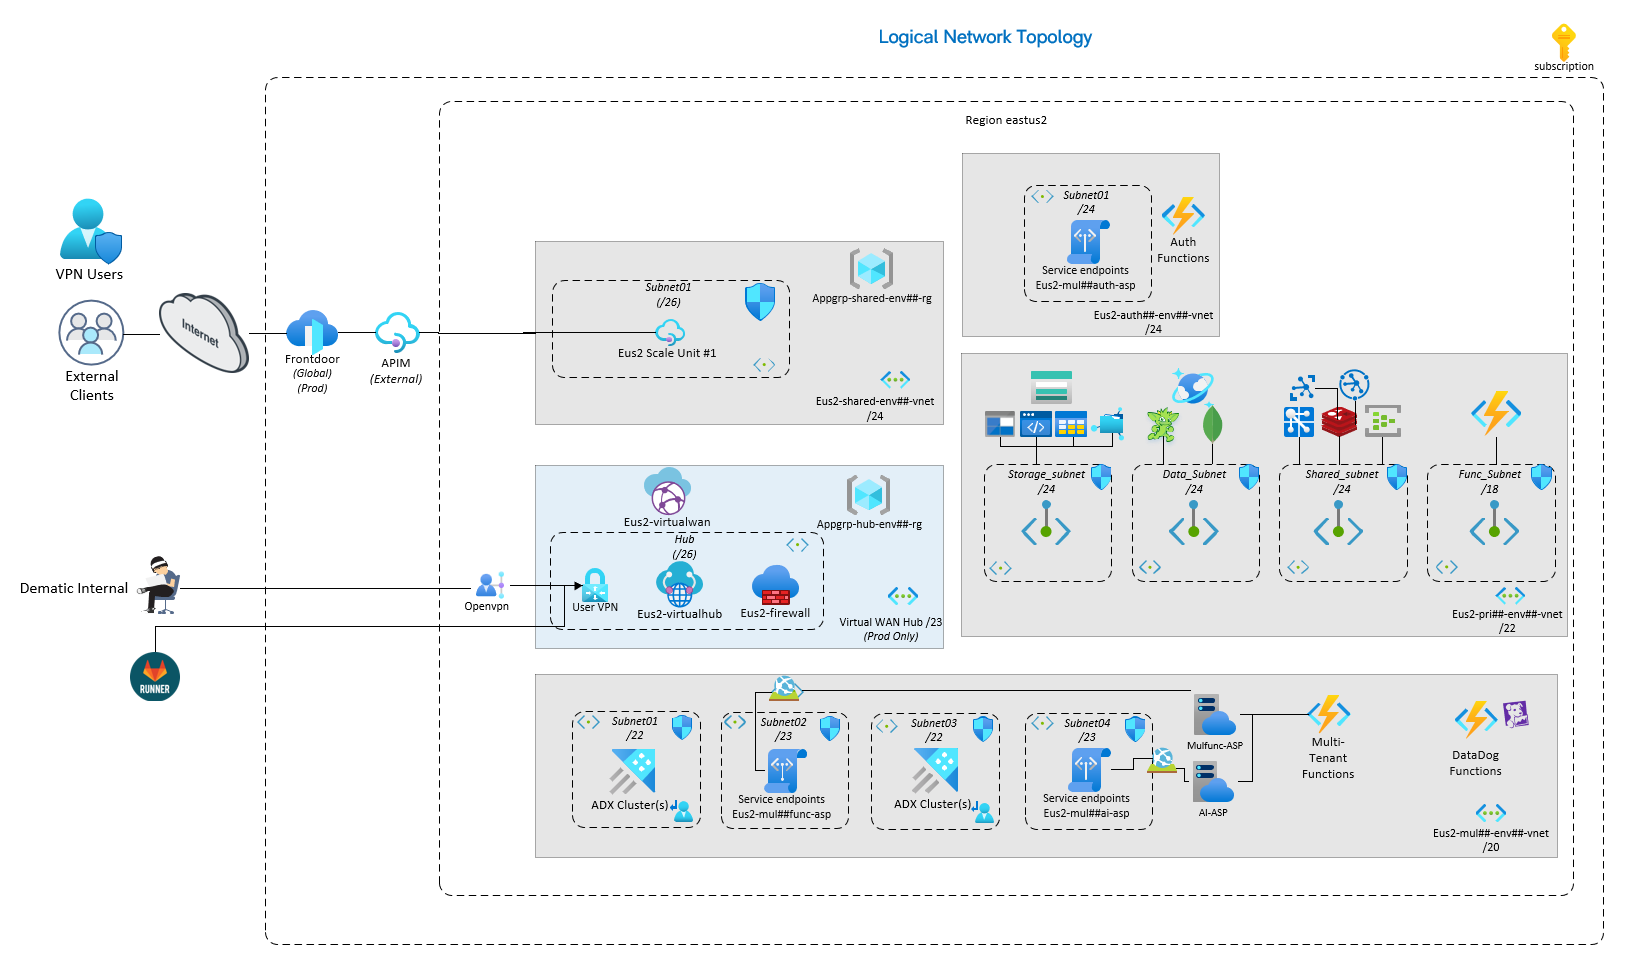 Logical Network Topology
subscription
Region eastus2
VPN Users
External
Clients
Internet
Frontdoor
(Global)
(Prod)
APIM
(External)
Subnet01
(/26)
Eus2 Scale Unit #1
Appgrp-shared-env##-rg
Eus2-shared-env##-vnet
/24
Subnet01
/24
Service endpoints
Eus2-mul##auth-asp
Auth
Functions
Eus2-auth##-env##-vnet
/24
Storage_subnet
/24
Data_Subnet
/24
Shared_subnet
/24
Func_Subnet
/18
Eus2-pri##-env##-vnet
/22
Eus2-virtualwan
Appgrp-hub-env##-rg
Hub
(/26)
User VPN
Eus2-virtualhub
Eus2-firewall
Virtual WAN Hub /23
(Prod Only)
Dematic Internal
Openvpn
RUNNER
Subnet01
/22
ADX Cluster(s)
Subnet02
/23
Service endpoints
Eus2-mul##func-asp
Subnet03
/22
ADX Cluster(s)
Subnet04
/23
Service endpoints
Eus2-mul##ai-asp
Mulfunc-ASP
AI-ASP
Multi-
Tenant
Functions
DataDog
Functions
Eus2-mul##-env##-vnet
/20